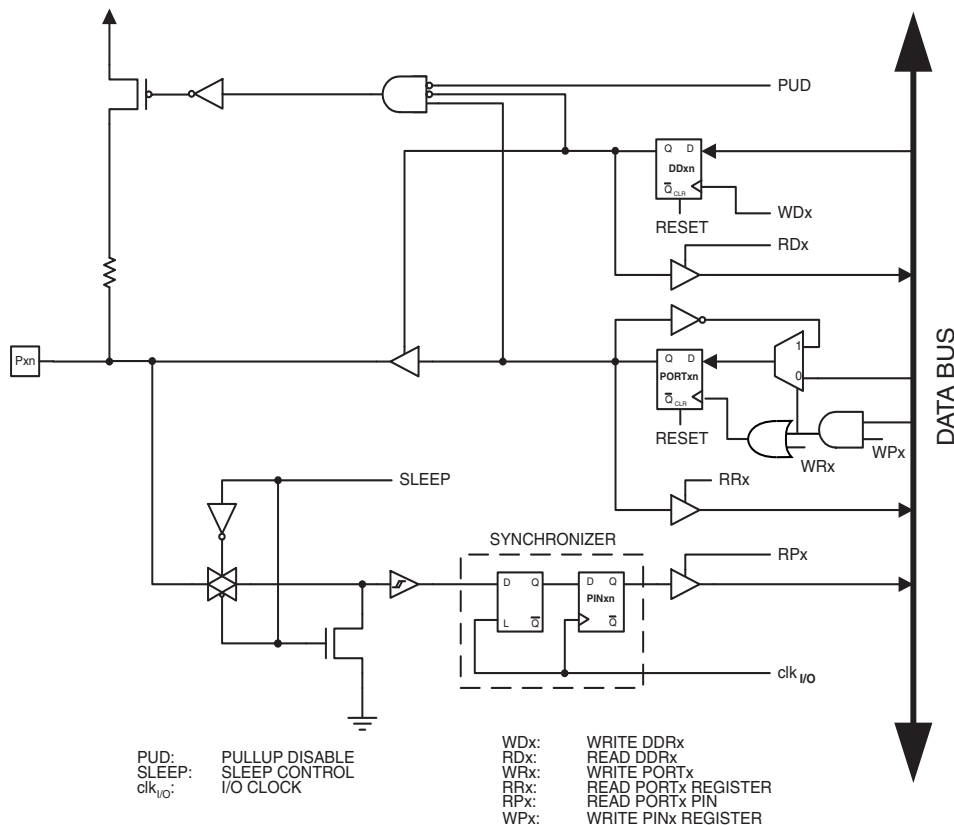 PUD
Q D
DDxn
Q CLR
WDx
RESET
RDx
Pxn
1
Q D
PORTxn
0
Q CLR
RESET
WRx
WPx
DATA BUS
SLEEP
RRx
SYNCHRONIZER
RPx
D Q
D Q
PINxn
L Q
Q
clk I/O
PUD: PULLUP DISABLE
SLEEP: SLEEP CONTROL
clkI/O: I/O CLOCK
WDx: WRITE DDRx
RDx: READ DDRx
WRx: WRITE PORTx
RRx: READ PORTx REGISTER
RPx: READ PORTx PIN
WPx: WRITE PINx REGISTER